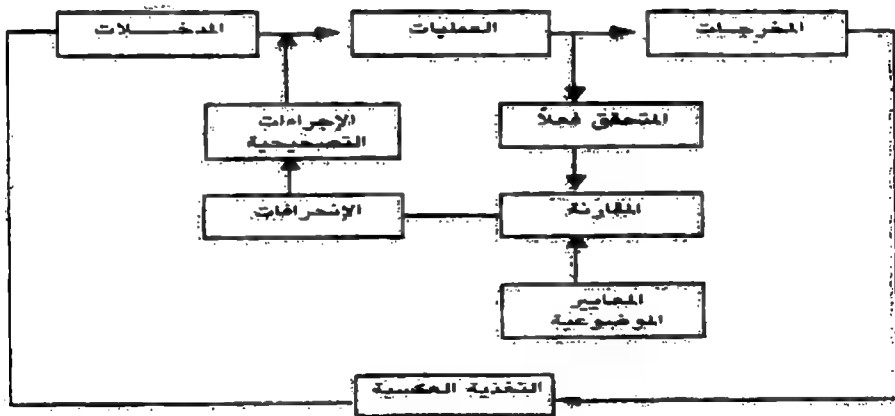 المدخلات
العمليات
المخرجات
الإجراءات
التصحيحية
المتحقق فعلاً
الإنحرافات
المقارنة
المعايير
الموضوعية
التغذية العكسية